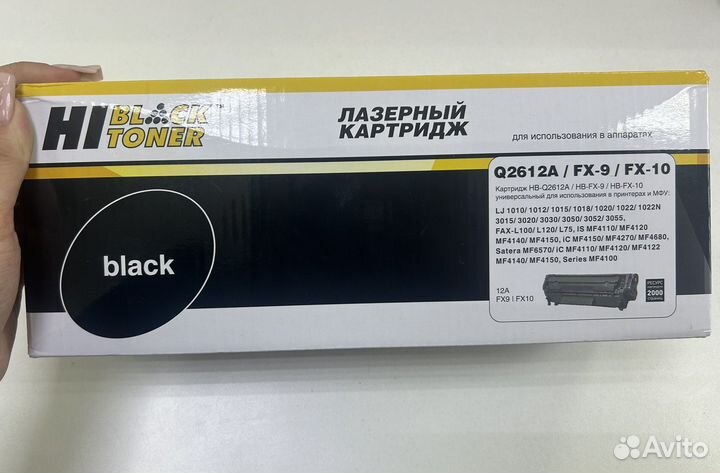 HI BLACK TONER™
ЛАЗЕРНЫЙ
КАРТРИДЖ
для использования в аппаратах
Q2612A / FX-9 / FX-10
Картридж HB-Q2612A / HB-FX-9 / HB-FX-10
универсальный для использования в принтерах и МФУ:
LJ 1010/ 1012/ 1015/ 1018/ 1020/ 1022/ 1022N
3015/ 3020/ 3030/ 3050/ 3052/ 3055,
FAX-L100/ L120/ L75, IS MF4110/ MF4120
MF4140/ MF4150, iC MF4150/ MF4270/ MF4680,
Satera MF6570/ iC MF4110/ MF4120/ MF4122
MF4140/ MF4150, Series MF4100
black
12A
FX9 | FX10
РЕСУРС
2000
СТРАНИЦ
Avito